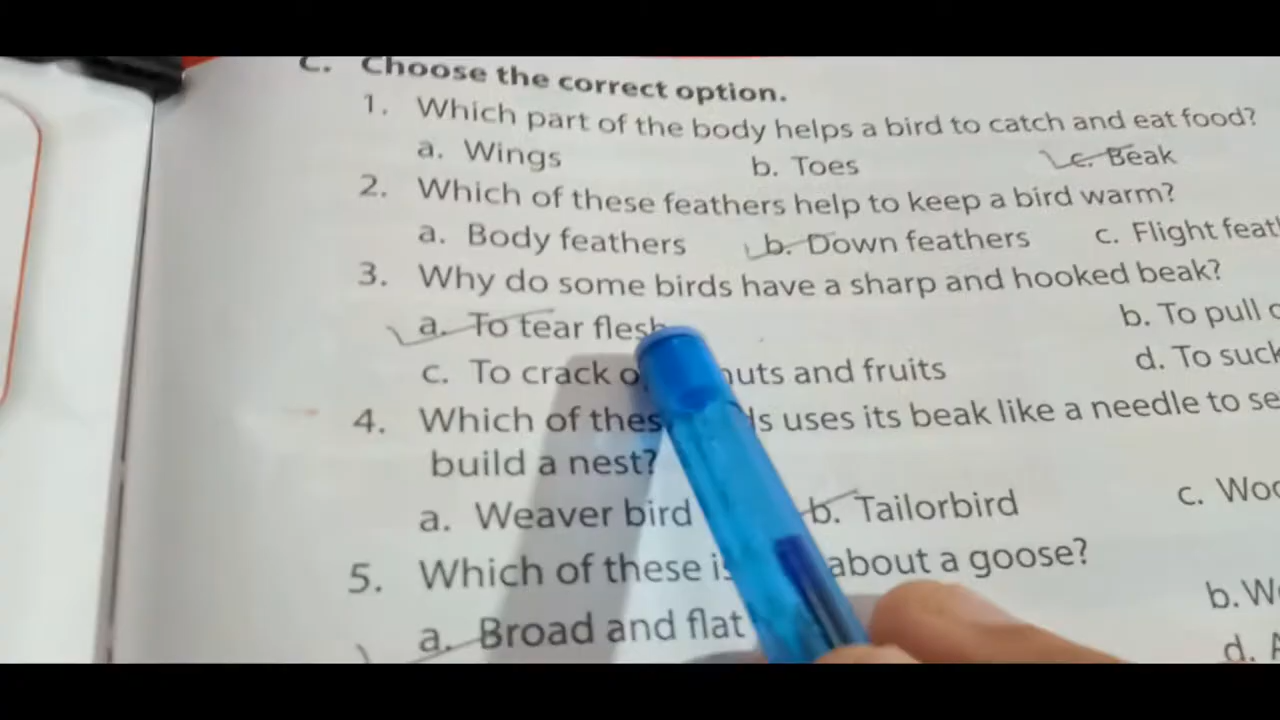 C. Choose the correct option.
1. Which part of the body helps a bird to catch and eat food?
a. Wings b. Toes c. Beak
2. Which of these feathers help to keep a bird warm?
a. Body feathers b. Down feathers c. Flight
3. Why do some birds have a sharp and hooked beak?
a. To tear flesh b. To pull
c. To crack nuts and fruits d. To suck
4. Which of uses its beak like a needle to
build a nest?
a. Weaver bird b. Tailorbird c.
5. Which of these about a goose?
a. Broad and flat b.
d.